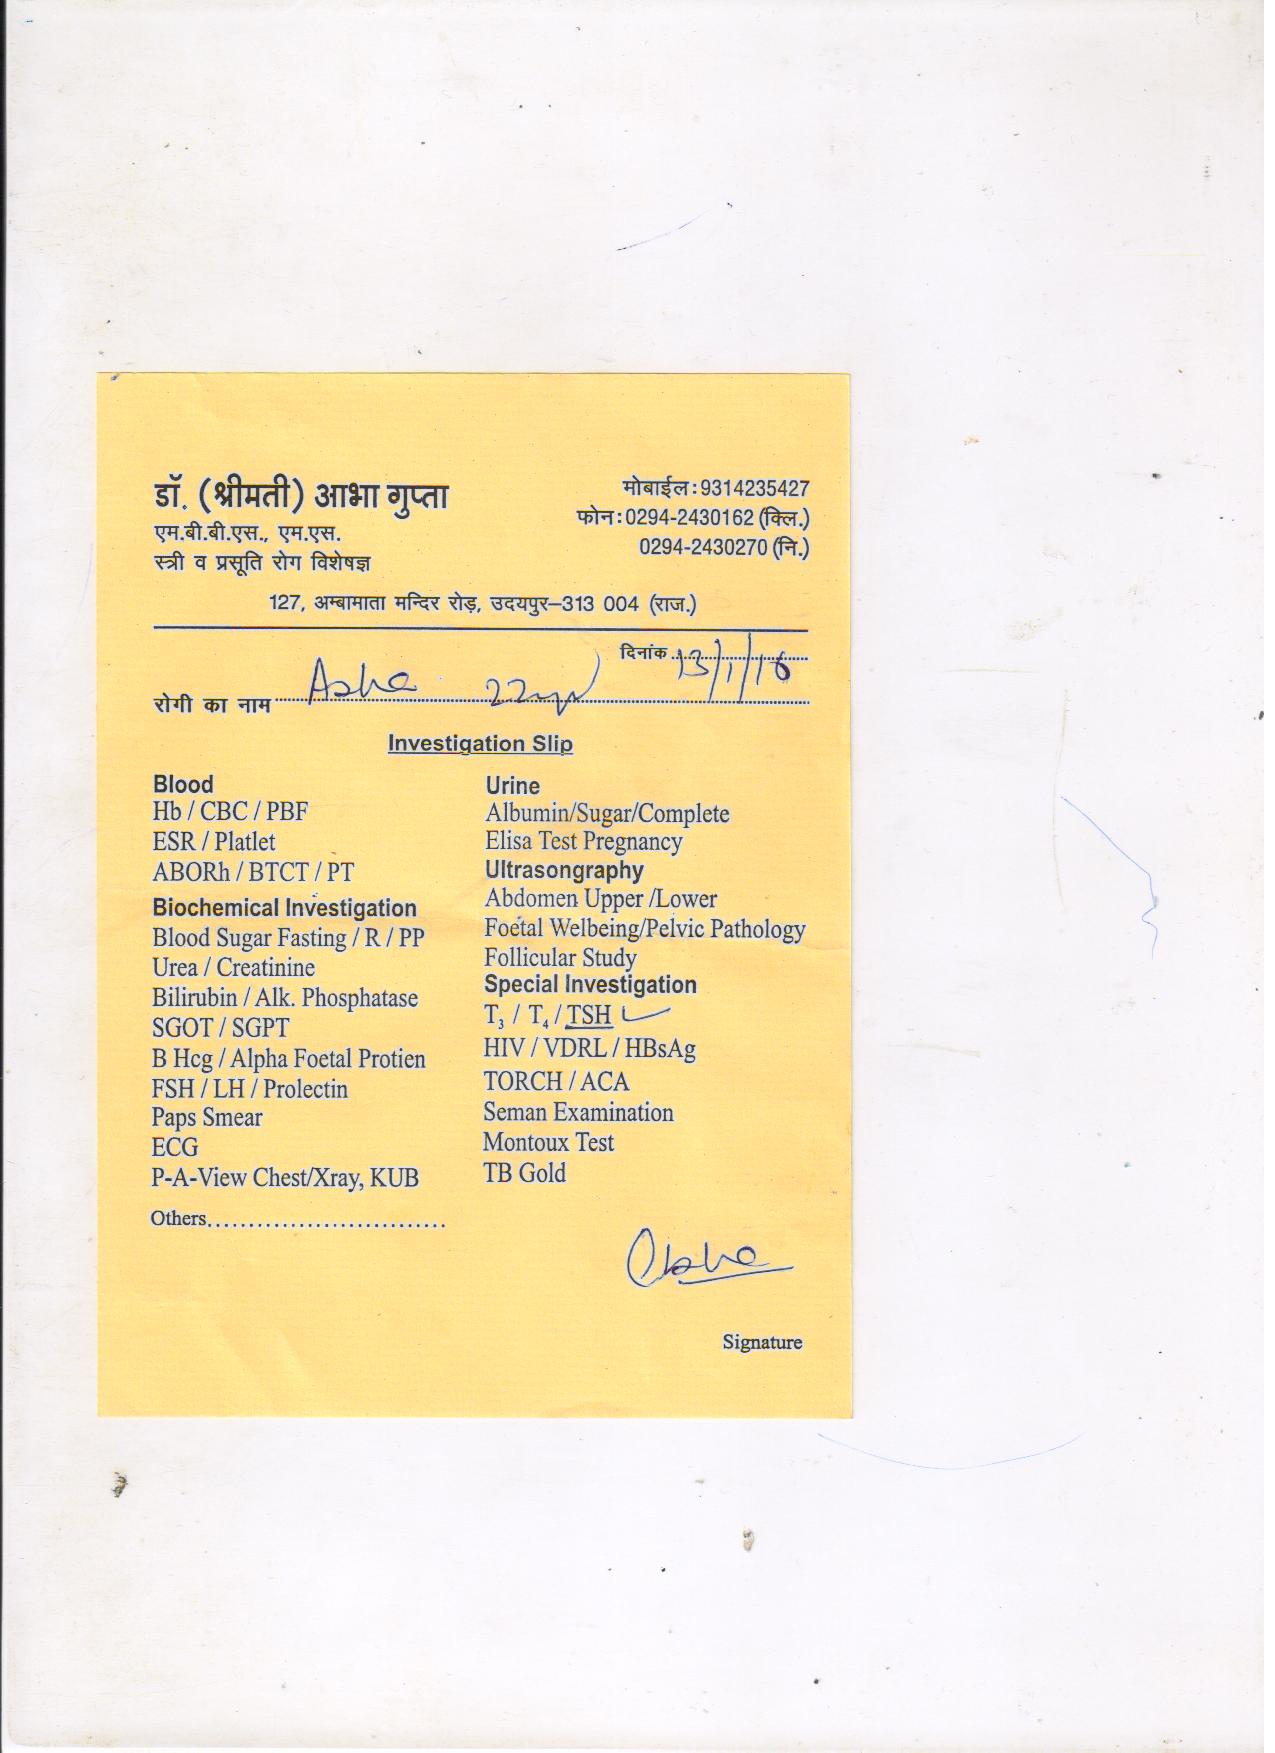 डॉ. (श्रीमती) आभा गुप्ता
एम.बी.बी.एस., एम.एस.
स्त्री व प्रसूति रोग विशेषज्ञ
मोबाईल : 9314235427
फोन : 0294-2430162 (क्लि.)
0294-2430270 (नि.)
127, अम्बामाता मन्दिर रोड़, उदयपुर–313 004 (राज.)
दिनांक 13/1/16
रोगी का नाम Asha 22
Investigation Slip
Blood
Hb / CBC / PBF
ESR / Platlet
ABORh / BTCT / PT
Biochemical Investigation
Blood Sugar Fasting / R / PP
Urea / Creatinine
Bilirubin / Alk. Phosphatase
SGOT / SGPT
B Hcg / Alpha Foetal Protien
FSH / LH / Prolectin
Paps Smear
ECG
P-A-View Chest/Xray, KUB
Others............................
Urine
Albumin/Sugar/Complete
Elisa Test Pregnancy
Ultrasongraphy
Abdomen Upper /Lower
Foetal Welbeing/Pelvic Pathology
Follicular Study
Special Investigation
T₃ / T₄ / TSH ✓
HIV / VDRL / HBsAg
TORCH / ACA
Seman Examination
Montoux Test
TB Gold
Signature